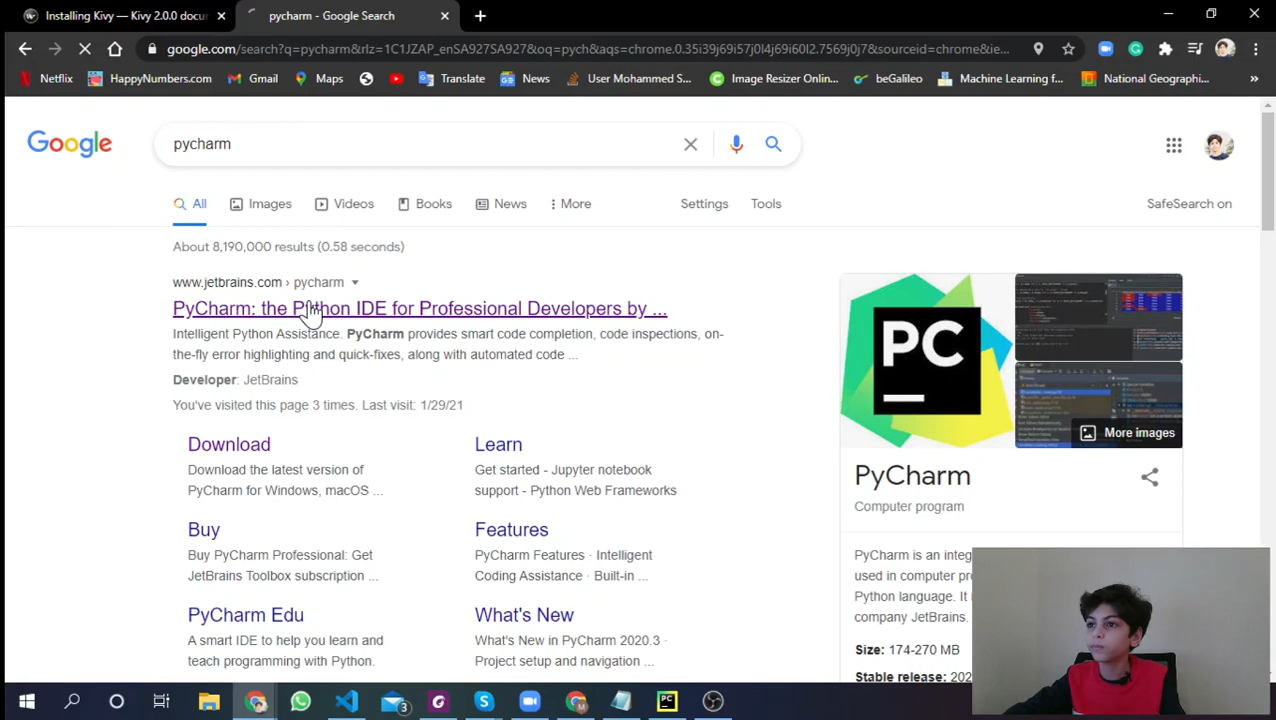 Installing Kivy — Kivy 2.0.0 docu
pycharm - Google Search
google.com/search?q=pycharm&rlz=1C1JZAP_enSA927SA927&oq=pych&aqs=chrome.0.35i39j69i57j0l4j69i60l2.7569j0j7&sourceid=chrome&ie...
Netflix
HappyNumbers.com
Gmail
Maps
Translate
News
User Mohammed S...
Image Resizer Onlin...
beGalileo
Machine Learning f...
National Geographi...
Google
pycharm
All
Images
Videos
Books
News
More
Settings
Tools
SafeSearch on
About 8,190,000 results (0.58 seconds)
www.jetbrains.com › pycharm
PyCharm: the Python IDE for Professional Developers by ...
Intelligent Python Assistance. PyCharm provides smart code completion, code inspections, on-
the-fly error highlighting and quick-fixes, along with automated code ...
Developer: JetBrains
You've visited this page 3 times. Last visit: 1/29/21
Download
Download the latest version of
PyCharm for Windows, macOS ...
Learn
Get started - Jupyter notebook
support - Python Web Frameworks
Buy
Buy PyCharm Professional: Get
JetBrains Toolbox subscription ...
Features
PyCharm Features · Intelligent
Coding Assistance · Built-in ...
PyCharm Edu
A smart IDE to help you learn and
teach programming with Python.
What's New
What's New in PyCharm 2020.3 ·
Project setup and navigation ...
PC
More images
PyCharm
Computer program
PyCharm is an integ
used in computer pr
Python language. It i
company JetBrains.
Size: 174-270 MB
Stable release: 202
3
PC